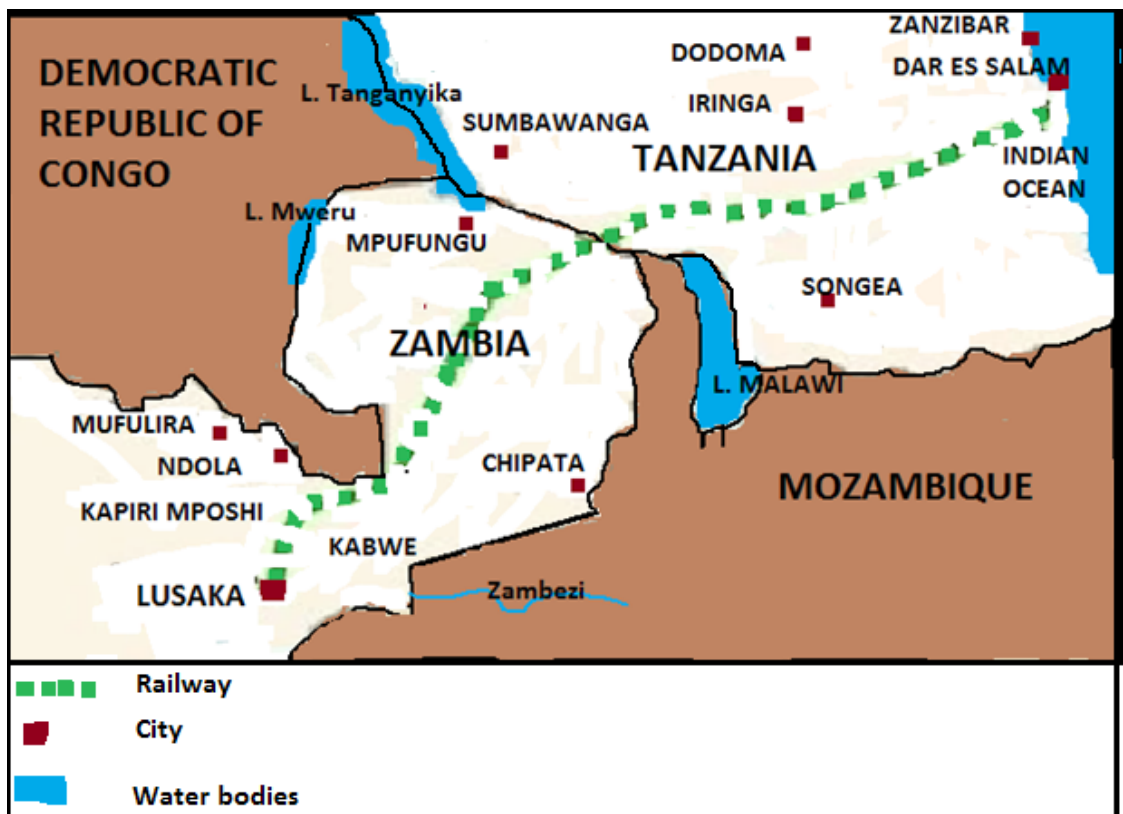 ZANZIBAR
DODOMA
DEMOCRATIC
REPUBLIC OF
CONGO
DAR ES SALAM
L. Tanganyika
IRINGA
SUMBAWANGA
TANZANIA
INDIAN
OCEAN
L. Mweru
MPUFUNGU
SONGEA
ZAMBIA
L. MALAWI
MUFULIRA
NDOLA
CHIPATA
MOZAMBIQUE
KAPIRI MPOSHI
KABWE
LUSAKA
Zambezi
Railway
City
Water bodies